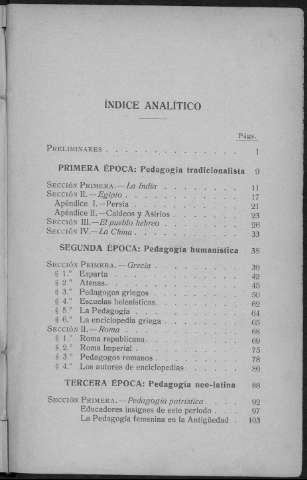 ÍNDICE ANALÍTICO
Págs.
PRELIMINARES . . . . . . . . . . . . 1
PRIMERA ÉPOCA: Pedagogía tradicionalista 9
SECCIÓN PRIMERA.—La India . . . . . . . 11
SECCIÓN II.—Egipto . . . . . . . . . . 17
Apéndice I.—Persia . . . . . . . . . 21
Apéndice II.—Caldeos y Asirios . . . . . 23
SECCIÓN III.—El pueblo hebreo . . . . . . 26
SECCIÓN IV.—La China . . . . . . . . . 33
SEGUNDA ÉPOCA: Pedagogía humanística 38
SECCIÓN PRIMERA.—Grecia . . . . . . . . 39
§ 1.º Esparta . . . . . . . . . . . 42
§ 2.º Atenas . . . . . . . . . . . 45
§ 3.º Pedagogos griegos . . . . . . . 50
§ 4.º Escuelas helenísticas . . . . . . 62
§ 5.º La Pedagogía . . . . . . . . . 64
§ 6.º La enciclopedia griega . . . . . . 65
SECCIÓN II.—Roma . . . . . . . . . . 68
§ 1.º Roma republicana . . . . . . . 69
§ 2.º Roma Imperial . . . . . . . . 75
§ 3.º Pedagogos romanos . . . . . . . 78
§ 4.º Los autores de enciclopedias . . . . 86
TERCERA ÉPOCA: Pedagogía neo-latina 88
SECCIÓN PRIMERA.—Pedagogía patrística . . . . 92
Educadores insignes de este período . . . 97
La Pedagogía femenina en la Antigüedad . 103